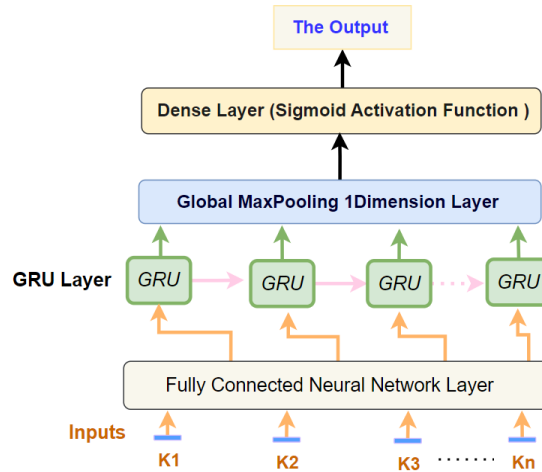 The Output
Dense Layer (Sigmoid Activation Function )
Global MaxPooling 1Dimension Layer
GRU Layer
GRU
GRU
GRU
GRU
Fully Connected Neural Network Layer
Inputs
K1
K2
K3
........
Kn